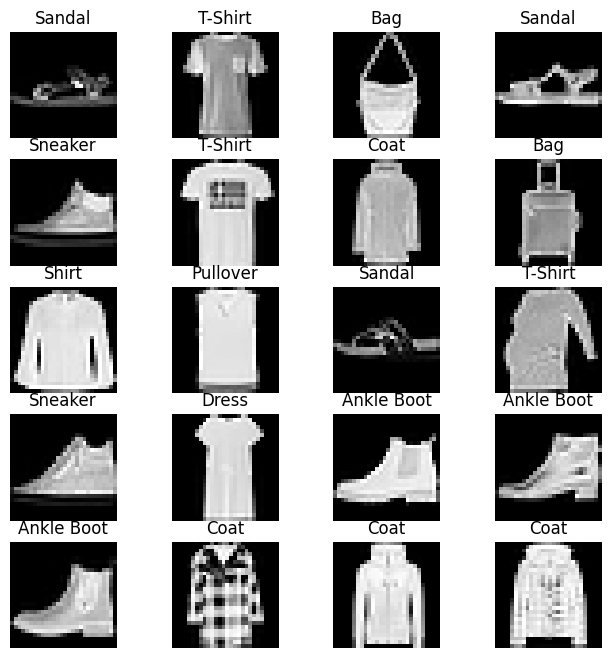 Sandal T-Shirt Bag Sandal
Sneaker T-Shirt Coat Bag
Shirt Pullover Sandal T-Shirt
Sneaker Dress Ankle Boot Ankle Boot
Ankle Boot Coat Coat Coat